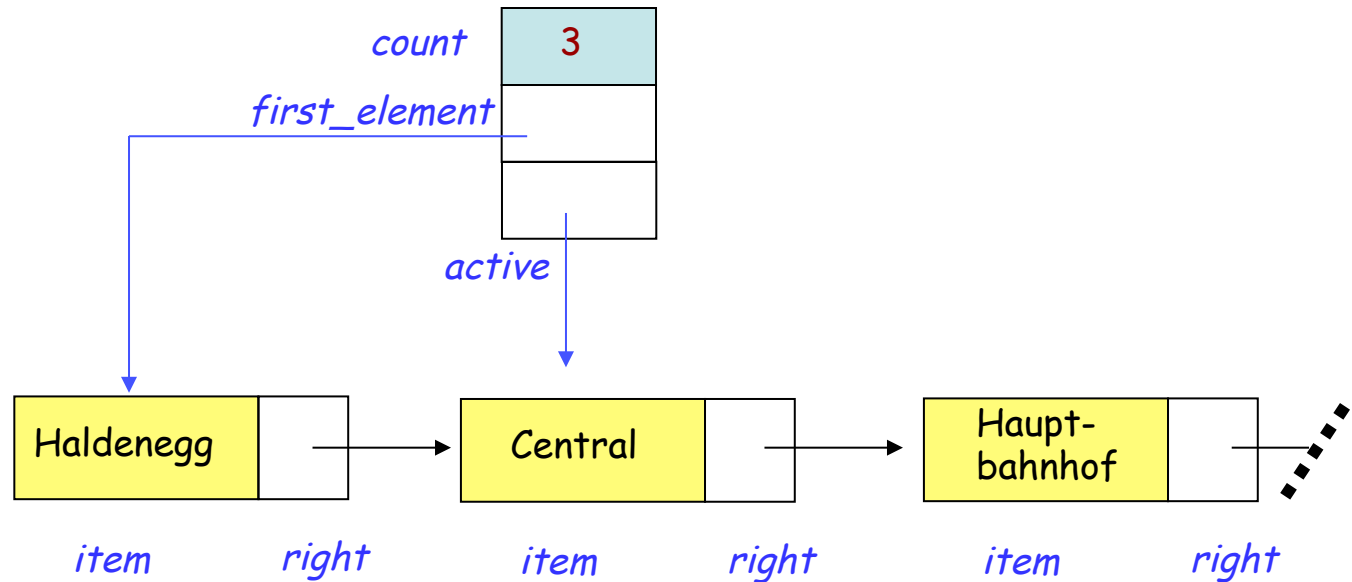 count 3
first_element
active
Haldenegg Central Haupt-
bahnhof
item right item right item right